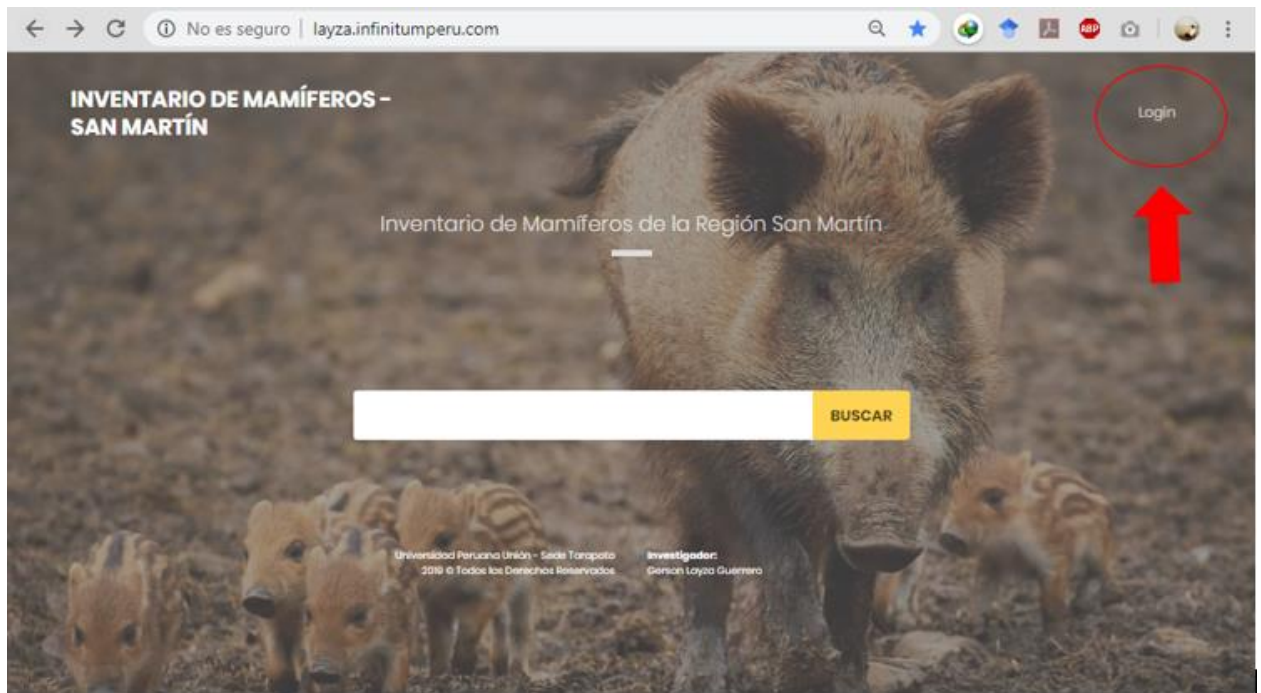 No es seguro | layza.infinitumperu.com
ABP
INVENTARIO DE MAMÍFEROS -
SAN MARTÍN
Login
Inventario de Mamíferos de la Región San Martín
BUSCAR
Universidad Peruana Unión - Sede Tarapoto
2019 © Todos los Derechos Reservados
Investigador:
Gerson Layza Guerrero